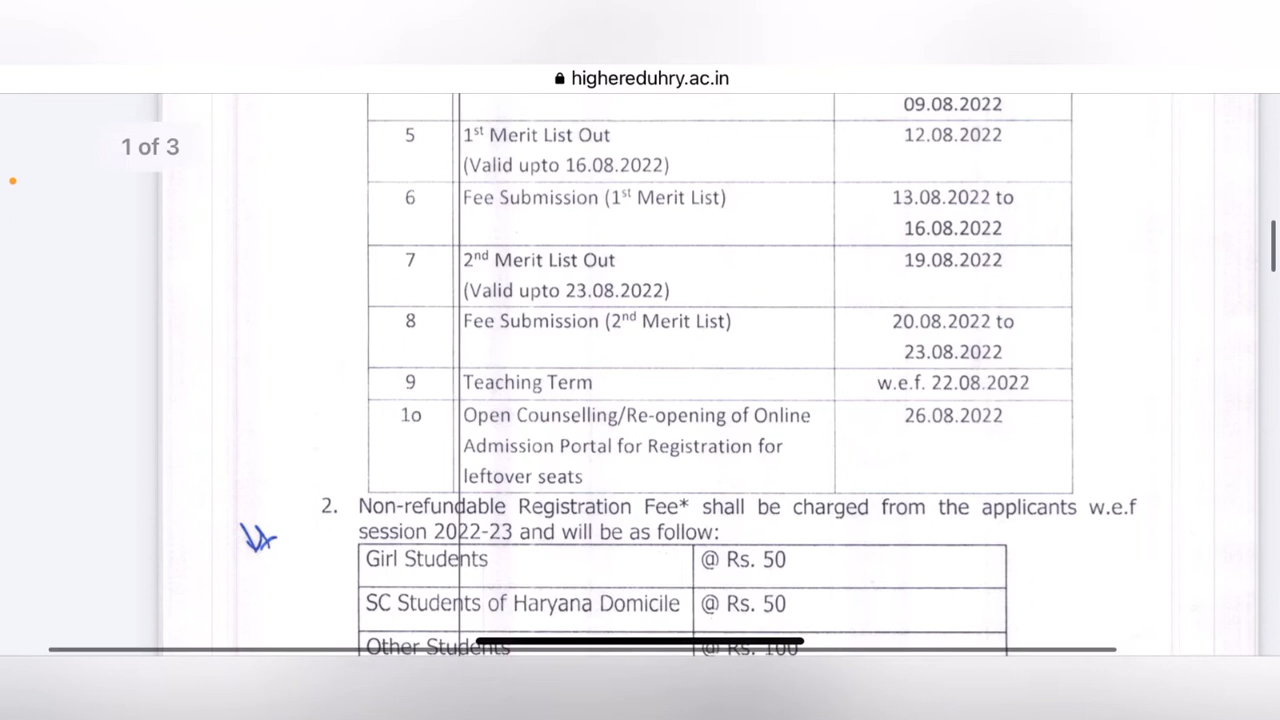 highereduhry.ac.in
1 of 3
09.08.2022
5 1st Merit List Out 12.08.2022
(Valid upto 16.08.2022)
6 Fee Submission (1st Merit List) 13.08.2022 to
16.08.2022
7 2nd Merit List Out 19.08.2022
(Valid upto 23.08.2022)
8 Fee Submission (2nd Merit List) 20.08.2022 to
23.08.2022
9 Teaching Term w.e.f. 22.08.2022
1o Open Counselling/Re-opening of Online 26.08.2022
Admission Portal for Registration for
leftover seats
2. Non-refundable Registration Fee* shall be charged from the applicants w.e.f
session 2022-23 and will be as follow:
Girl Students @ Rs. 50
SC Students of Haryana Domicile @ Rs. 50
Other Students @ Rs. 100